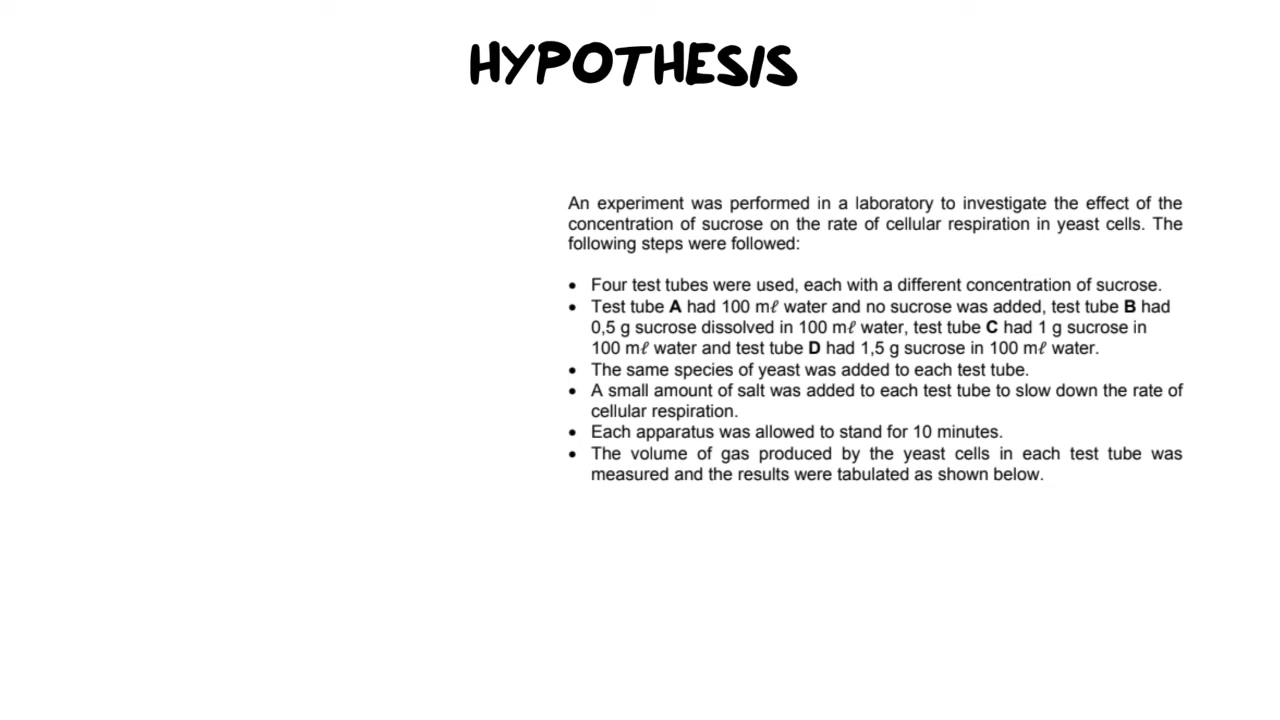 HYPOTHESIS
An experiment was performed in a laboratory to investigate the effect of the
concentration of sucrose on the rate of cellular respiration in yeast cells. The
following steps were followed:
• Four test tubes were used, each with a different concentration of sucrose.
• Test tube A had 100 mℓ water and no sucrose was added, test tube B had
0,5 g sucrose dissolved in 100 mℓ water, test tube C had 1 g sucrose in
100 mℓ water and test tube D had 1,5 g sucrose in 100 mℓ water.
• The same species of yeast was added to each test tube.
• A small amount of salt was added to each test tube to slow down the rate of
cellular respiration.
• Each apparatus was allowed to stand for 10 minutes.
• The volume of gas produced by the yeast cells in each test tube was
measured and the results were tabulated as shown below.